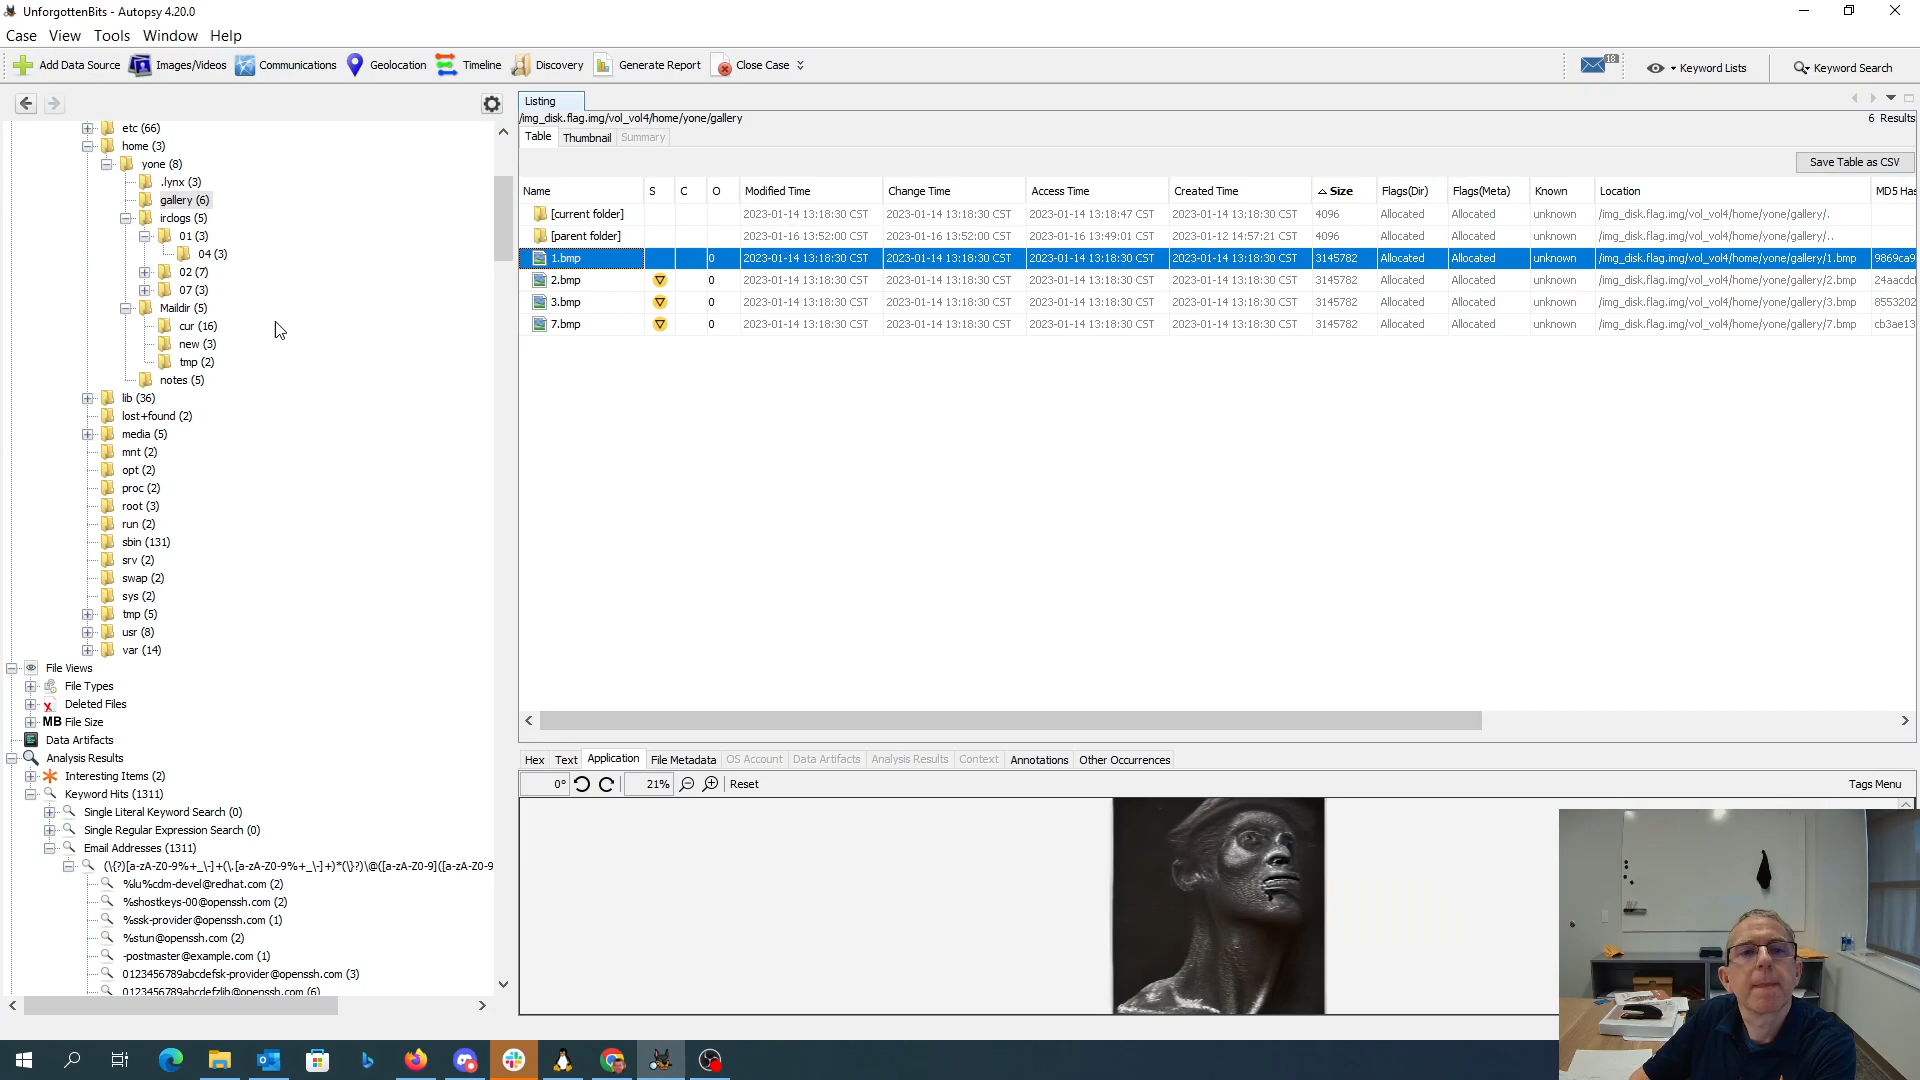 UnforgottenBits - Autopsy 4.20.0
Case View Tools Window Help
Add Data Source Images/Videos Communications Geolocation Timeline Discovery Generate Report Close Case 18 Keyword Lists Keyword Search
etc (66)
home (3)
yone (8)
.lynx (3)
gallery (6)
irclogs (5)
01 (3)
04 (3)
02 (7)
07 (3)
Maildir (5)
cur (16)
new (3)
tmp (2)
notes (5)
lib (36)
lost+found (2)
media (5)
mnt (2)
opt (2)
proc (2)
root (3)
run (2)
sbin (131)
srv (2)
swap (2)
sys (2)
tmp (5)
usr (8)
var (14)
File Views
File Types
Deleted Files
MB File Size
Data Artifacts
Analysis Results
Interesting Items (2)
Keyword Hits (1311)
Single Literal Keyword Search (0)
Single Regular Expression Search (0)
Email Addresses (1311)
(\{?)[a-zA-Z0-9%+_\-]+(\.[a-zA-Z0-9%+_\-]+)*(\}?)\@([a-zA-Z0-9]([a-zA-Z0-9
%lu%cdm-devel@redhat.com (2)
%shostkeys-00@openssh.com (2)
%ssk-provider@openssh.com (1)
%stun@openssh.com (2)
-postmaster@example.com (1)
0123456789abcdefsk-provider@openssh.com (3)
0123456789abcdefzlib@openssh.com (6)
Listing
/img_disk.flag.img/vol_vol4/home/yone/gallery
6 Results
Table Thumbnail Summary
Save Table as CSV
Name S C O Modified Time Change Time Access Time Created Time Size Flags(Dir) Flags(Meta) Known Location MD5 Has
[current folder] 2023-01-14 13:18:30 CST 2023-01-14 13:18:30 CST 2023-01-14 13:18:47 CST 2023-01-14 13:18:30 CST 4096 Allocated Allocated unknown /img_disk.flag.img/vol_vol4/home/yone/gallery/.
[parent folder] 2023-01-16 13:52:00 CST 2023-01-16 13:52:00 CST 2023-01-16 13:49:01 CST 2023-01-12 14:57:21 CST 4096 Allocated Allocated unknown /img_disk.flag.img/vol_vol4/home/yone/gallery/..
1.bmp 0 2023-01-14 13:18:30 CST 2023-01-14 13:18:30 CST 2023-01-14 13:18:30 CST 2023-01-14 13:18:30 CST 3145782 Allocated Allocated unknown /img_disk.flag.img/vol_vol4/home/yone/gallery/1.bmp 9869ca9
2.bmp 0 2023-01-14 13:18:30 CST 2023-01-14 13:18:30 CST 2023-01-14 13:18:30 CST 2023-01-14 13:18:30 CST 3145782 Allocated Allocated unknown /img_disk.flag.img/vol_vol4/home/yone/gallery/2.bmp 24aacdcl
3.bmp 0 2023-01-14 13:18:30 CST 2023-01-14 13:18:30 CST 2023-01-14 13:18:30 CST 2023-01-14 13:18:30 CST 3145782 Allocated Allocated unknown /img_disk.flag.img/vol_vol4/home/yone/gallery/3.bmp 8553202
7.bmp 0 2023-01-14 13:18:30 CST 2023-01-14 13:18:30 CST 2023-01-14 13:18:30 CST 2023-01-14 13:18:30 CST 3145782 Allocated Allocated unknown /img_disk.flag.img/vol_vol4/home/yone/gallery/7.bmp cb3ae13
Hex Text Application File Metadata OS Account Data Artifacts Analysis Results Context Annotations Other Occurrences
0° 21% Reset Tags Menu